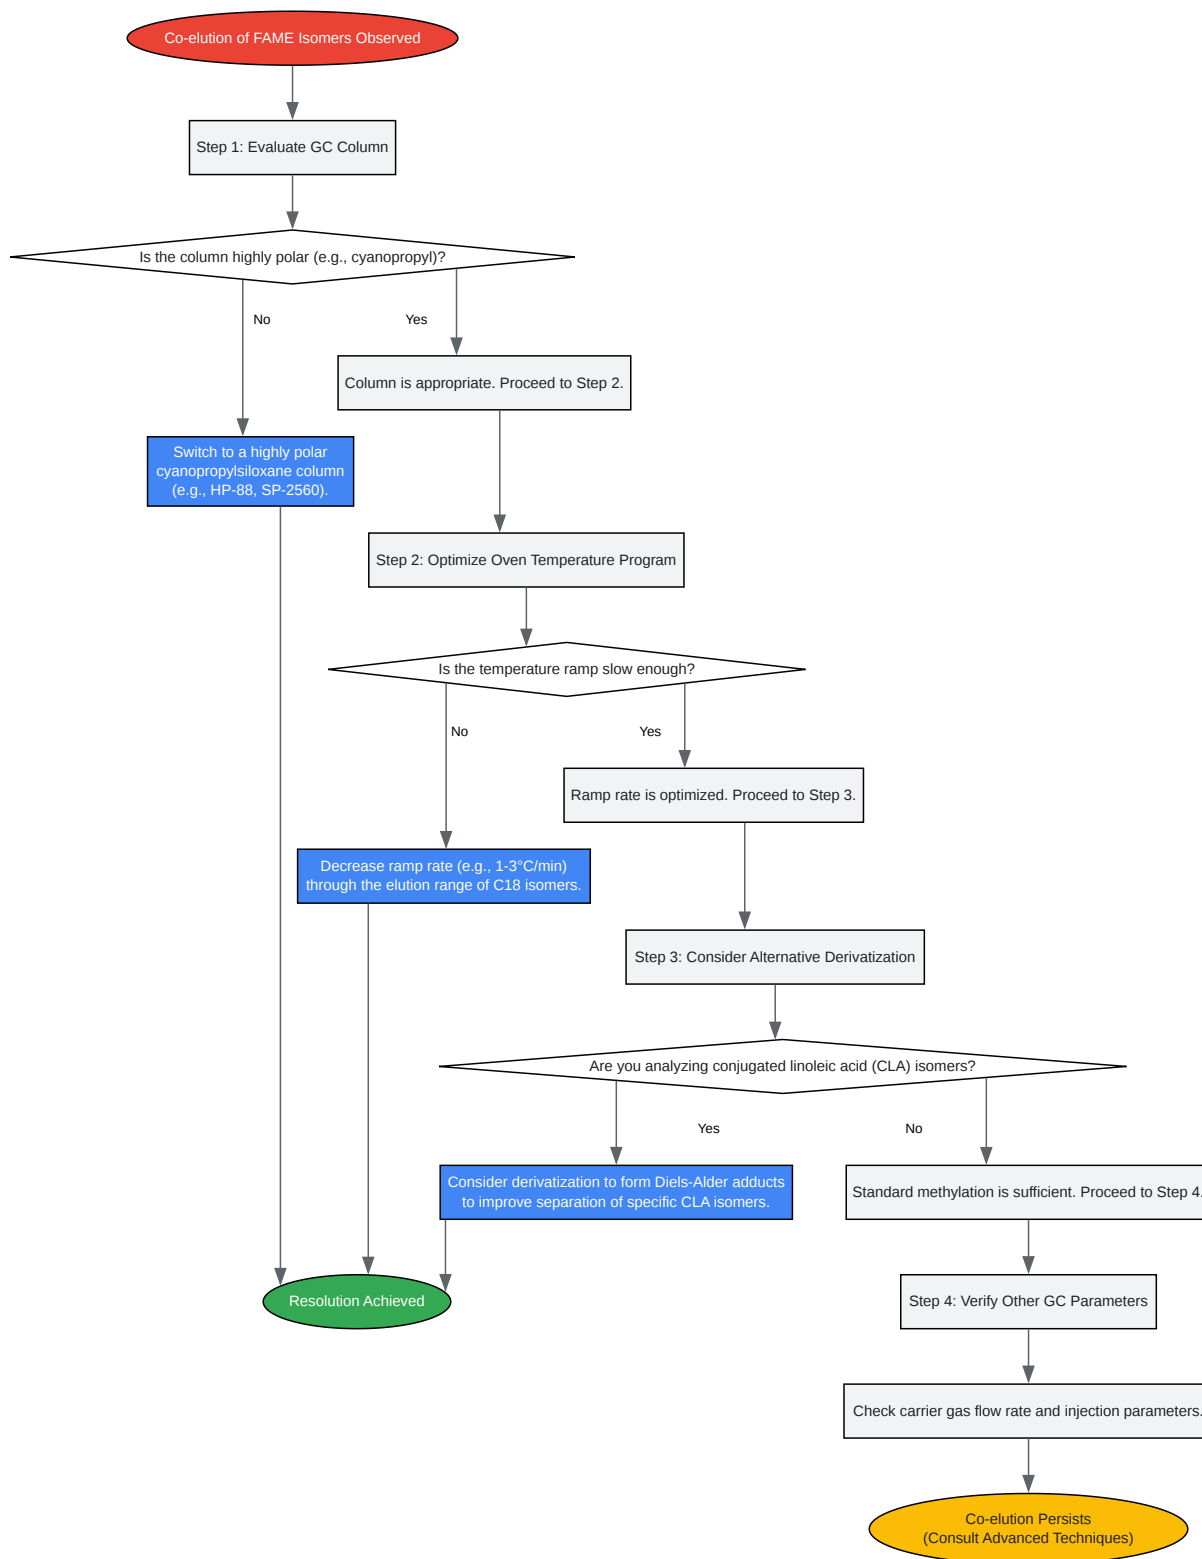 Co-elution of FAME Isomers Observed
Step 1: Evaluate GC Column
Is the column highly polar (e.g., cyanopropyl)?
No
Yes
Column is appropriate. Proceed to Step 2.
Switch to a highly polar
cyanopropylsiloxane column
(e.g., HP-88, SP-2560).
Step 2: Optimize Oven Temperature Program
Is the temperature ramp slow enough?
No
Yes
Ramp rate is optimized. Proceed to Step 3.
Decrease ramp rate (e.g., 1-3°C/min)
through the elution range of C18 isomers.
Step 3: Consider Alternative Derivatization
Are you analyzing conjugated linoleic acid (CLA) isomers?
Yes
No
Consider derivatization to form Diels-Alder adducts
to improve separation of specific CLA isomers.
Standard methylation is sufficient. Proceed to Step 4.
Resolution Achieved
Step 4: Verify Other GC Parameters
Check carrier gas flow rate and injection parameters.
Co-elution Persists
(Consult Advanced Techniques)